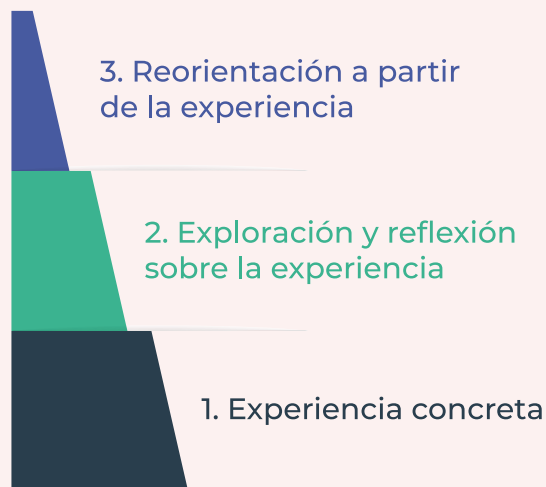 3. Reorientación a partir
de la experiencia
2. Exploración y reflexión
sobre la experiencia
1. Experiencia concreta